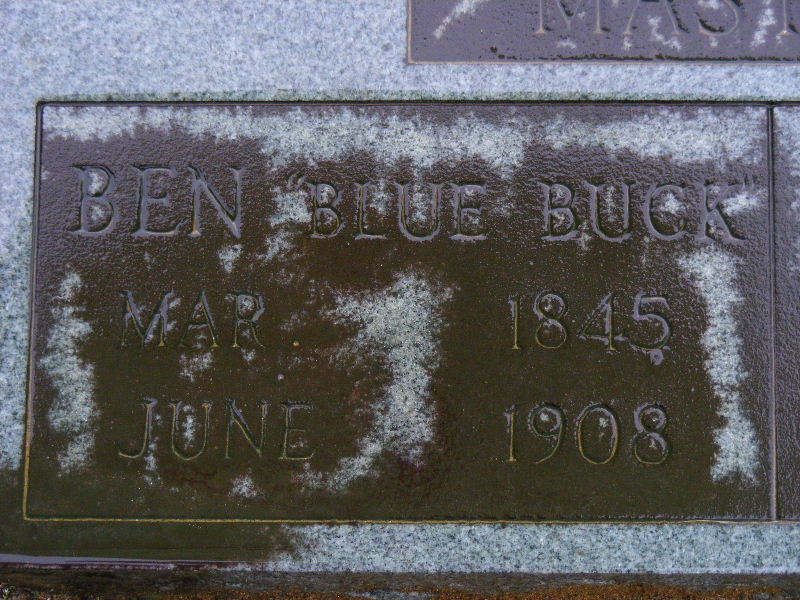 BEN "BLUE BUCK"
MAR. 1845
JUNE 1908